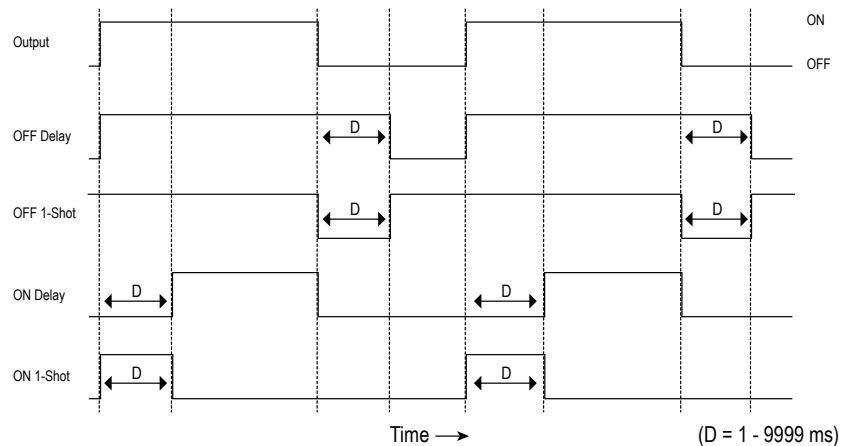 Output
ON
OFF
OFF Delay
D
D
OFF 1-Shot
D
D
ON Delay
D
D
ON 1-Shot
D
D
Time →
(D = 1 - 9999 ms)